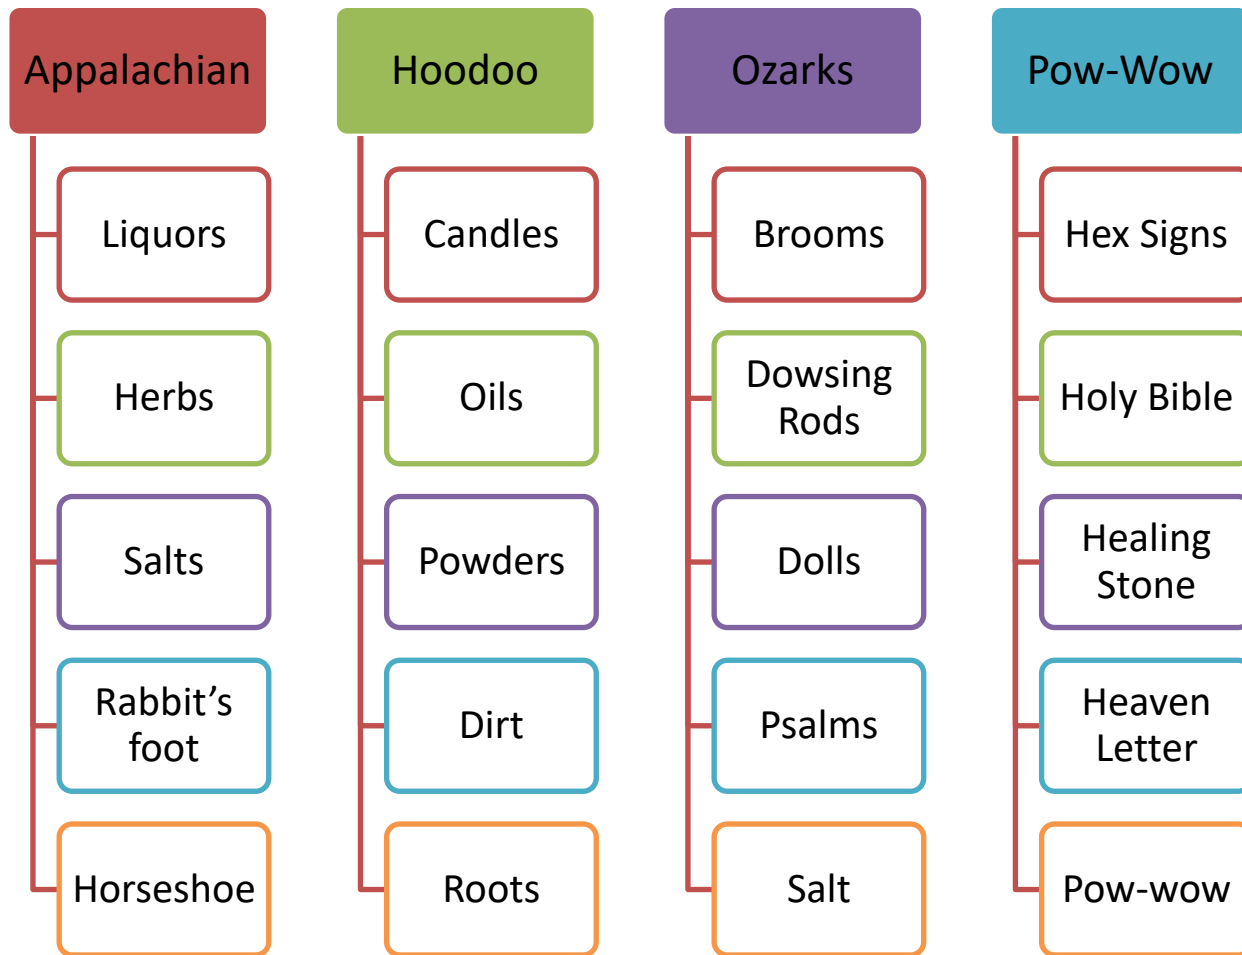 Appalachian
Liquors
Herbs
Salts
Rabbit’s
foot
Horseshoe
Hoodoo
Candles
Oils
Powders
Dirt
Roots
Ozarks
Brooms
Dowsing
Rods
Dolls
Psalms
Salt
Pow-Wow
Hex Signs
Holy Bible
Healing
Stone
Heaven
Letter
Pow-wow